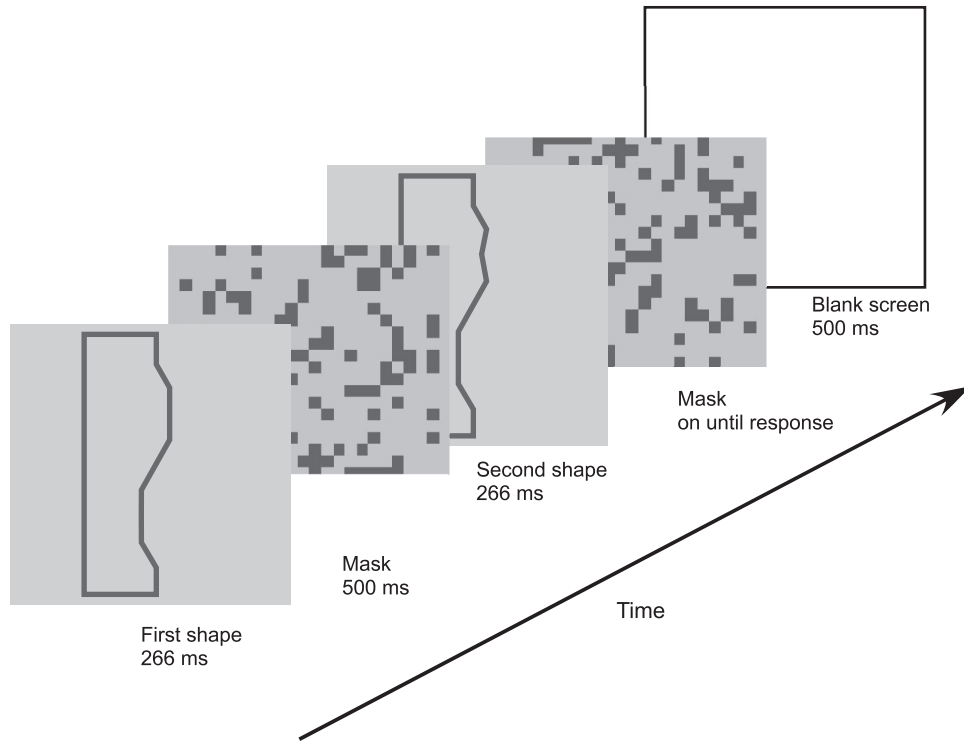 First shape
266 ms
Mask
500 ms
Second shape
266 ms
Mask
on until response
Blank screen
500 ms
Time